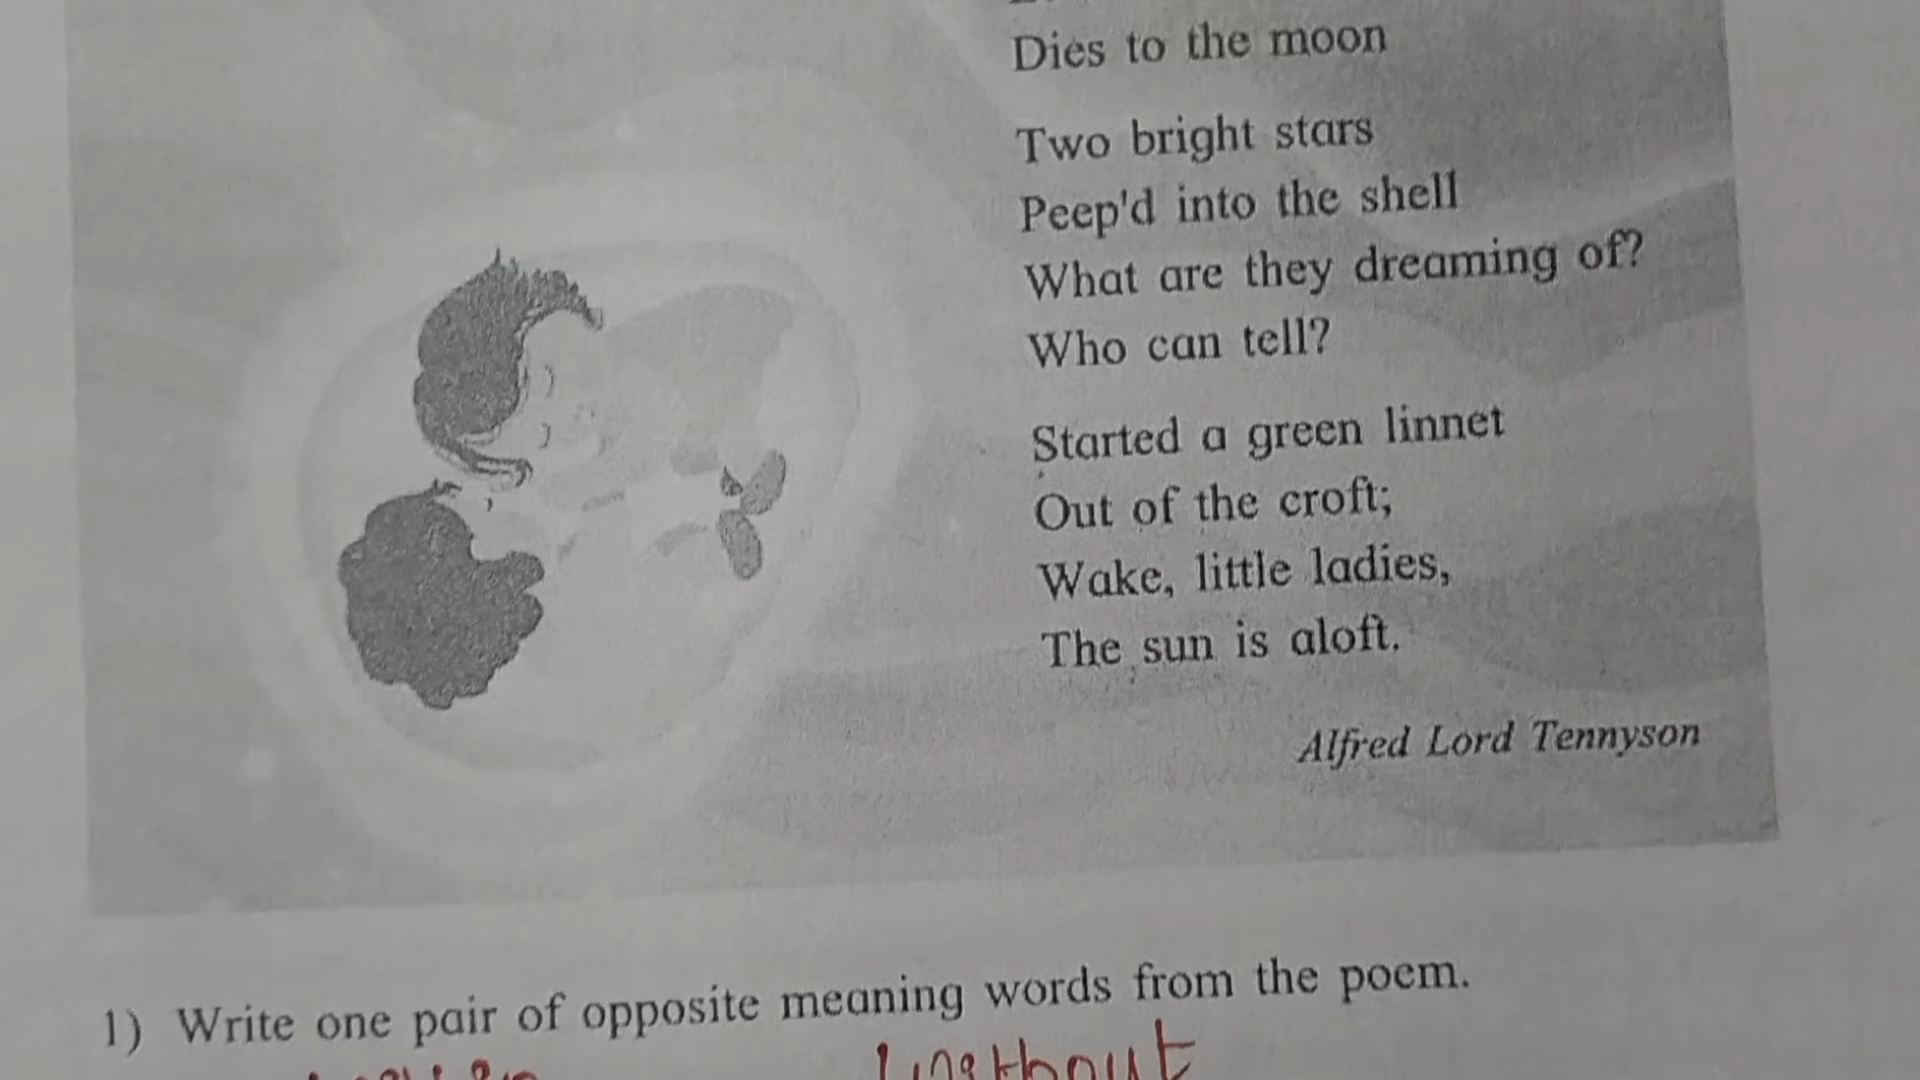 Dies to the moon
Two bright stars
Peep'd into the shell
What are they dreaming of?
Who can tell?
Started a green linnet
Out of the croft;
Wake, little ladies,
The sun is aloft.
Alfred Lord Tennyson
1) Write one pair of opposite meaning words from the poem.